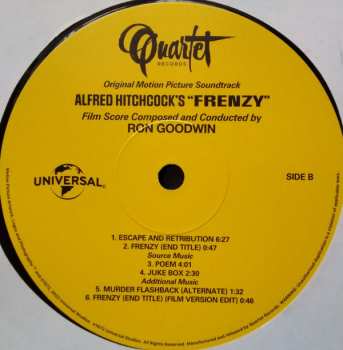 Quartet
RECORDS
Original Motion Picture Soundtrack
ALFRED HITCHCOCK'S "FRENZY"
Film Score Composed and Conducted by
RON GOODWIN
UNIVERSAL
SIDE B
1. ESCAPE AND RETRIBUTION 6:27
2. FRENZY (END TITLE) 0:47
Source Music
3. POEM 4:01
4. JUKE BOX 2:30
Additional Music
5. MURDER FLASHBACK (ALTERNATE) 1:32
6. FRENZY (END TITLE) (FILM VERSION EDIT) 0:46